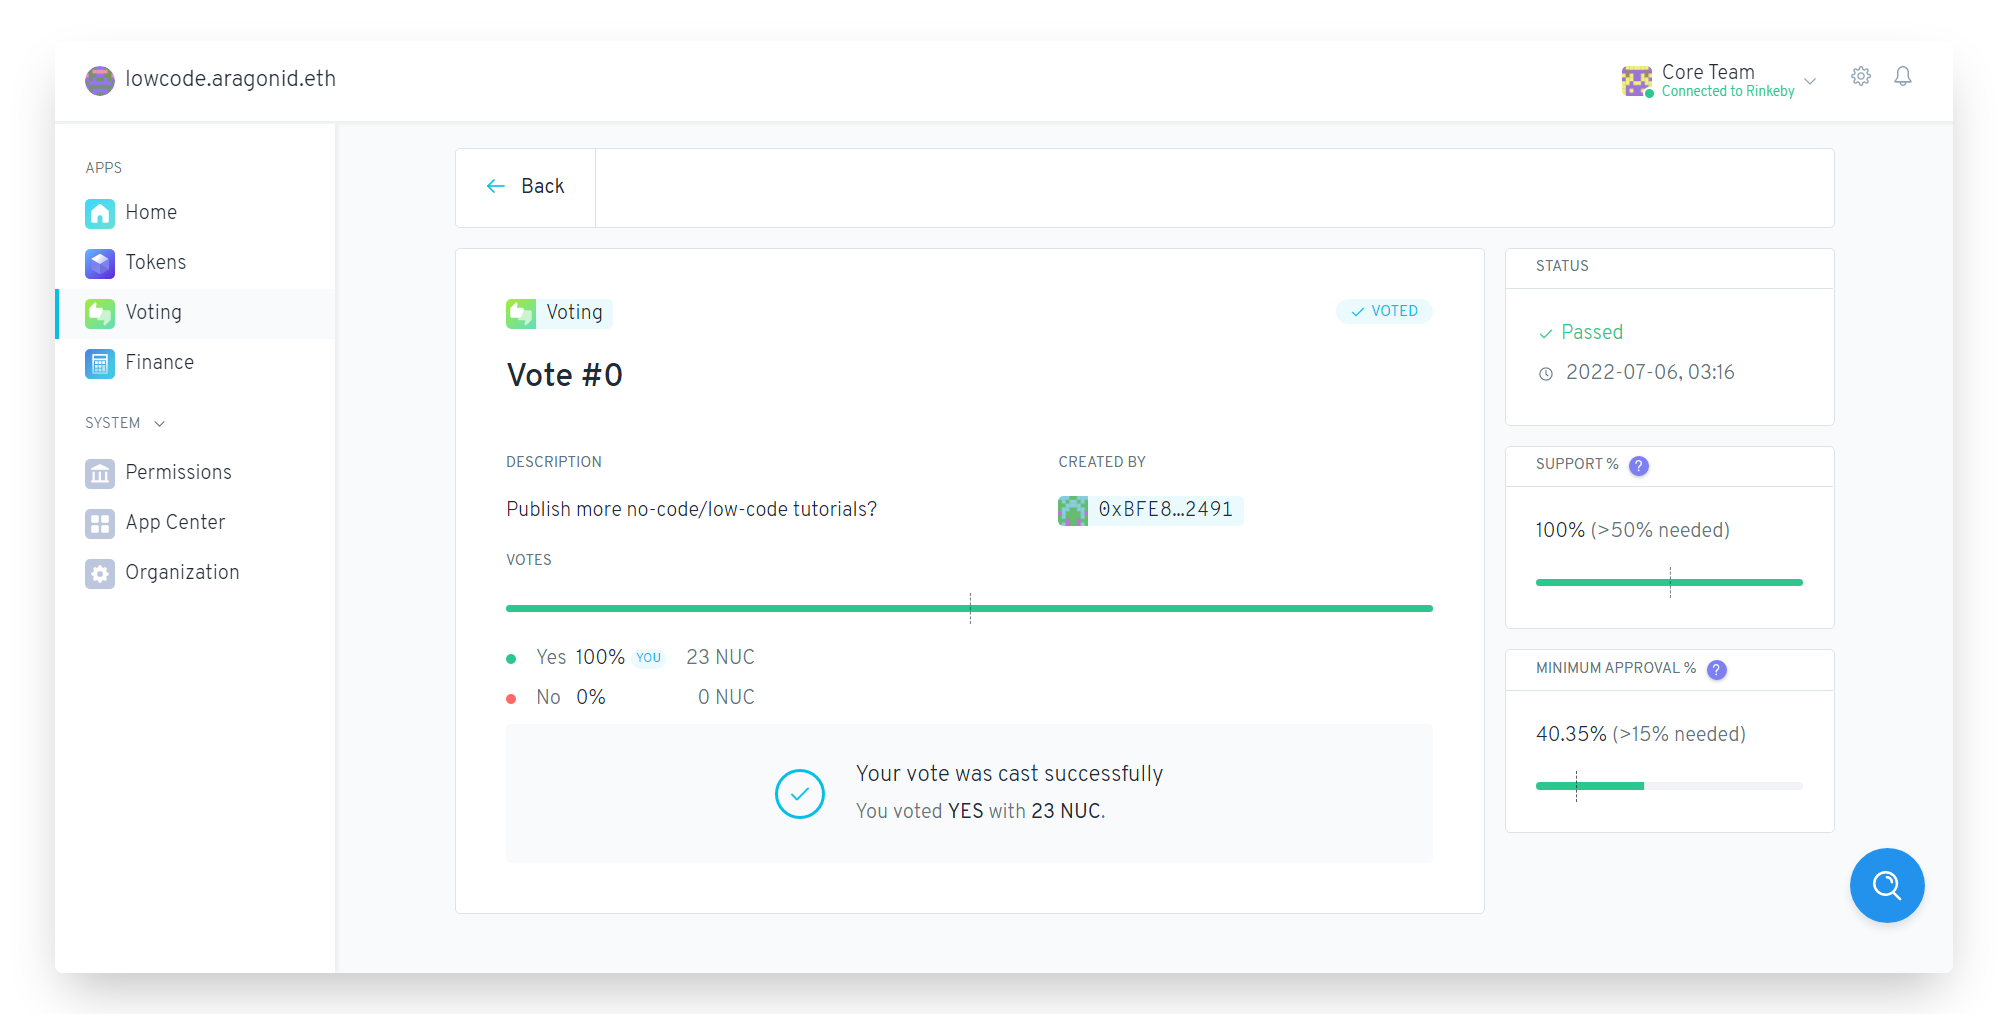 lowcode.aragonid.eth
Core Team
Connected to Rinkeby
APPS
Home
Tokens
Voting
Finance
SYSTEM
Permissions
App Center
Organization
Back
Voting
VOTED
Vote #0
DESCRIPTION
CREATED BY
Publish more no-code/low-code tutorials?
0xBFE8…2491
VOTES
Yes 100% YOU 23 NUC
No 0% 0 NUC
Your vote was cast successfully
You voted YES with 23 NUC.
STATUS
Passed
2022-07-06, 03:16
SUPPORT % ?
100% (>50% needed)
MINIMUM APPROVAL % ?
40.35% (>15% needed)